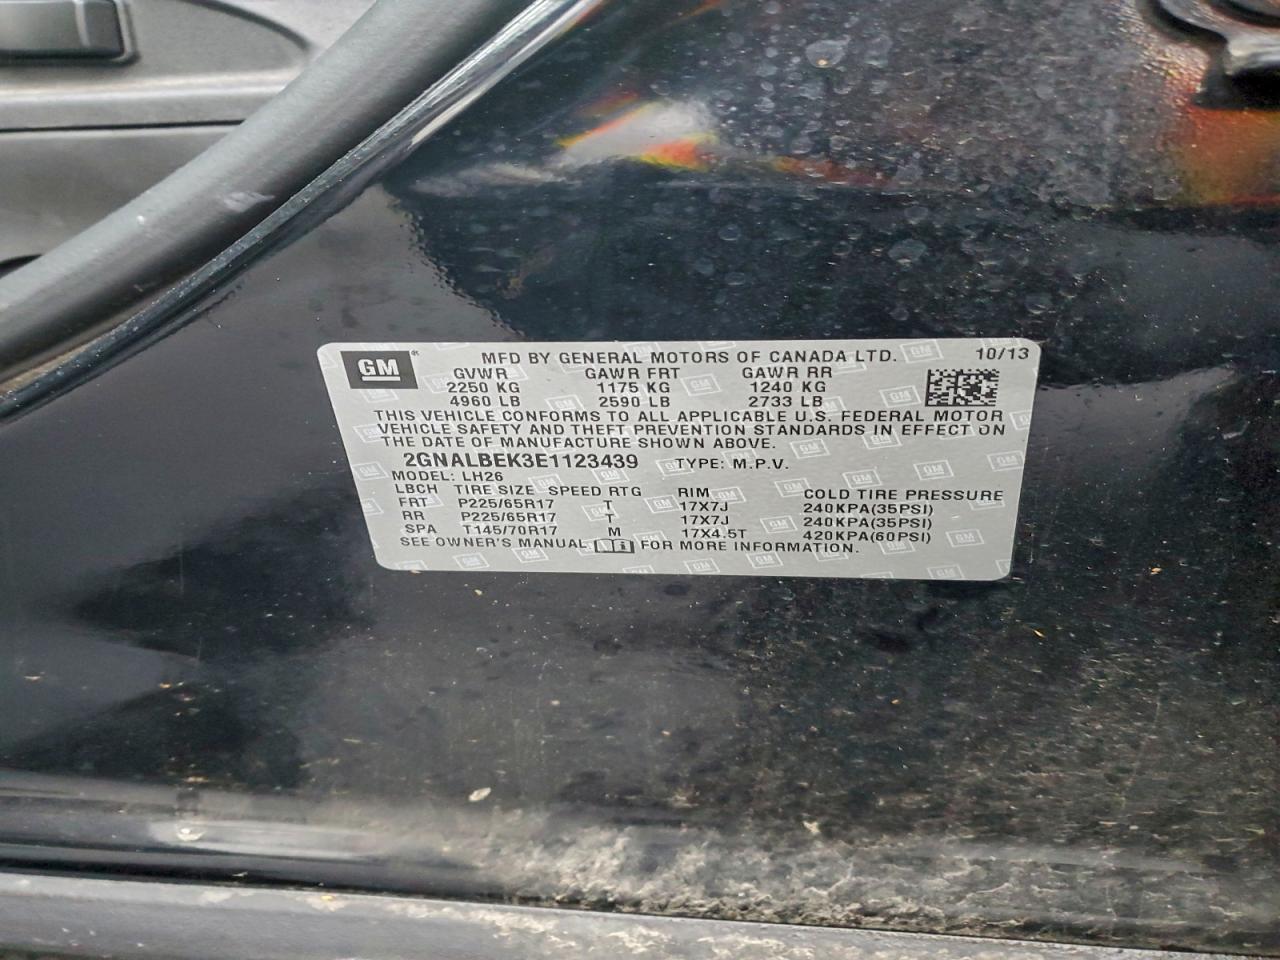 GM® MFD BY GENERAL MOTORS OF CANADA LTD. 10/13
GVWR GAWR FRT GAWR RR
2250 KG 1175 KG 1240 KG
4960 LB 2590 LB 2733 LB
THIS VEHICLE CONFORMS TO ALL APPLICABLE U.S. FEDERAL MOTOR
VEHICLE SAFETY AND THEFT PREVENTION STANDARDS IN EFFECT ON
THE DATE OF MANUFACTURE SHOWN ABOVE.
2GNALBEK3E1123439 TYPE: M.P.V.
MODEL: LH26
LBCH TIRE SIZE SPEED RTG RIM COLD TIRE PRESSURE
FRT P225/65R17 T 17X7J 240KPA(35PSI)
RR P225/65R17 T 17X7J 240KPA(35PSI)
SPA T145/70R17 M 17X4.5T 420KPA(60PSI)
SEE OWNER'S MANUAL FOR MORE INFORMATION.